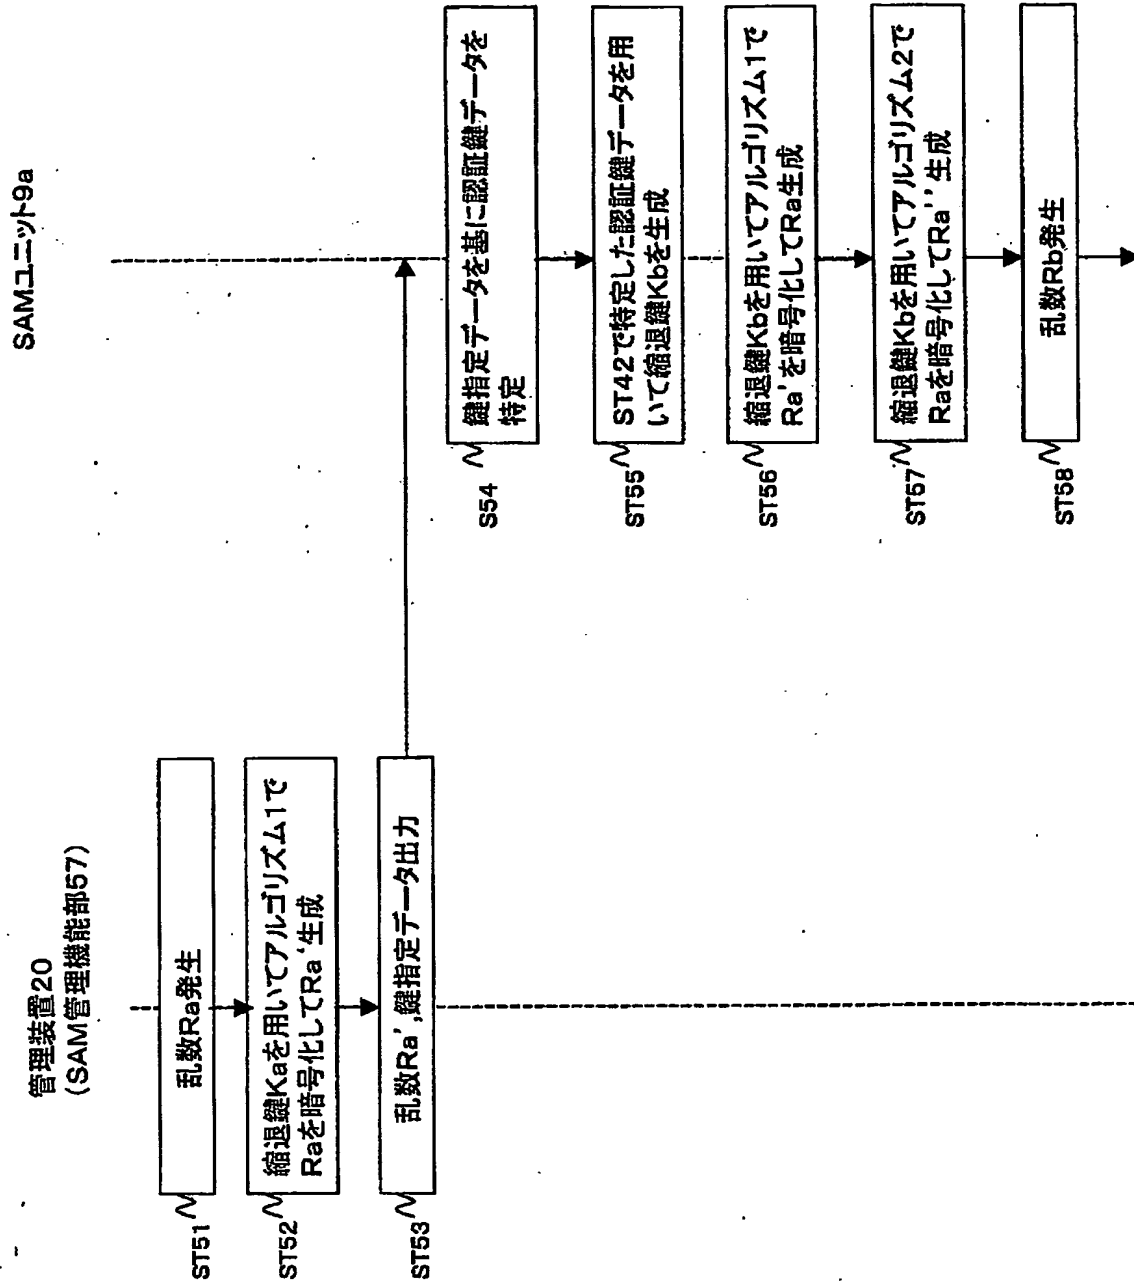 管理装置20
(SAM管理機能部57)
ST51
乱数Ra発生
ST52
縮退鍵Kaを用いてアルゴリズム1で
Raを暗号化してRa'生成
ST53
乱数Ra',鍵指定データ出力
SAMユニット9a
S54
鍵指定データを基に認証鍵データを
特定
ST55
ST42で特定した認証鍵データを用
いて縮退鍵Kbを生成
ST56
縮退鍵Kbを用いてアルゴリズム1で
Ra'を暗号化してRa生成
ST57
縮退鍵Kbを用いてアルゴリズム2で
Raを暗号化してRa''生成
ST58
乱数Rb発生